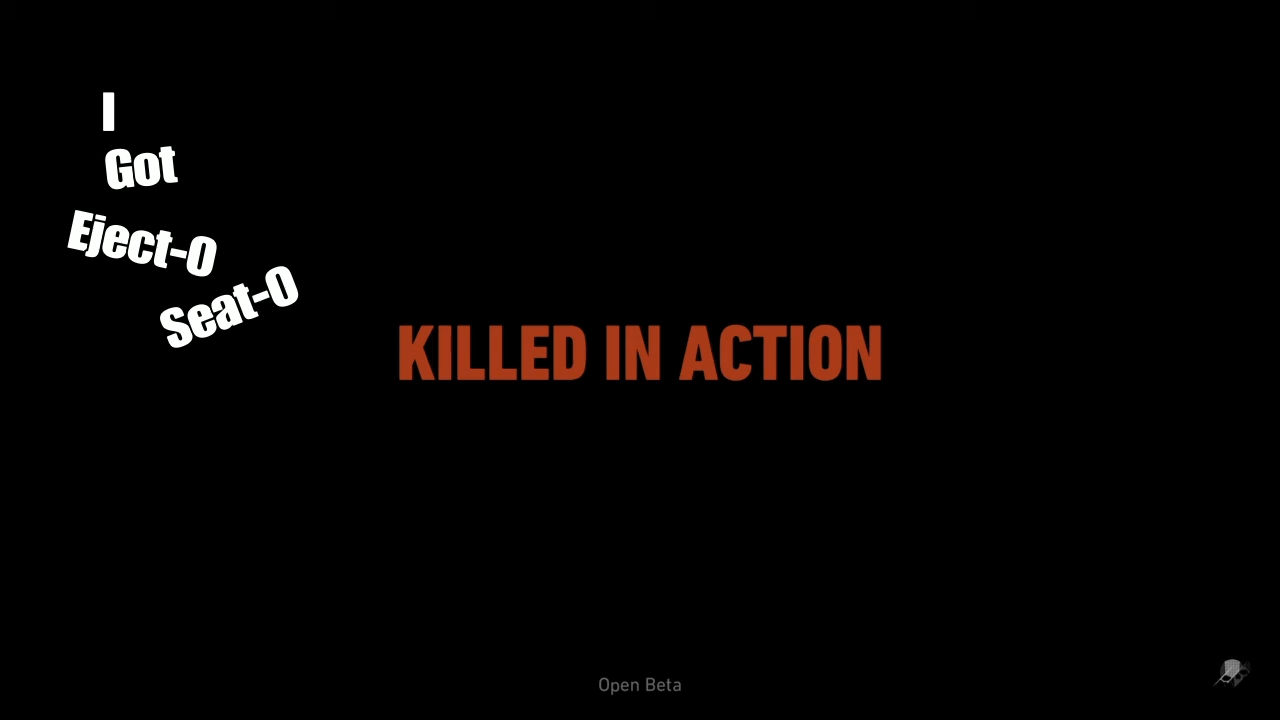 I
Got
Eject-O
Seat-O
KILLED IN ACTION
Open Beta